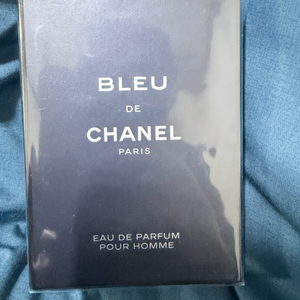 BLEU
DE
CHANEL
PARIS
EAU DE PARFUM
POUR HOMME